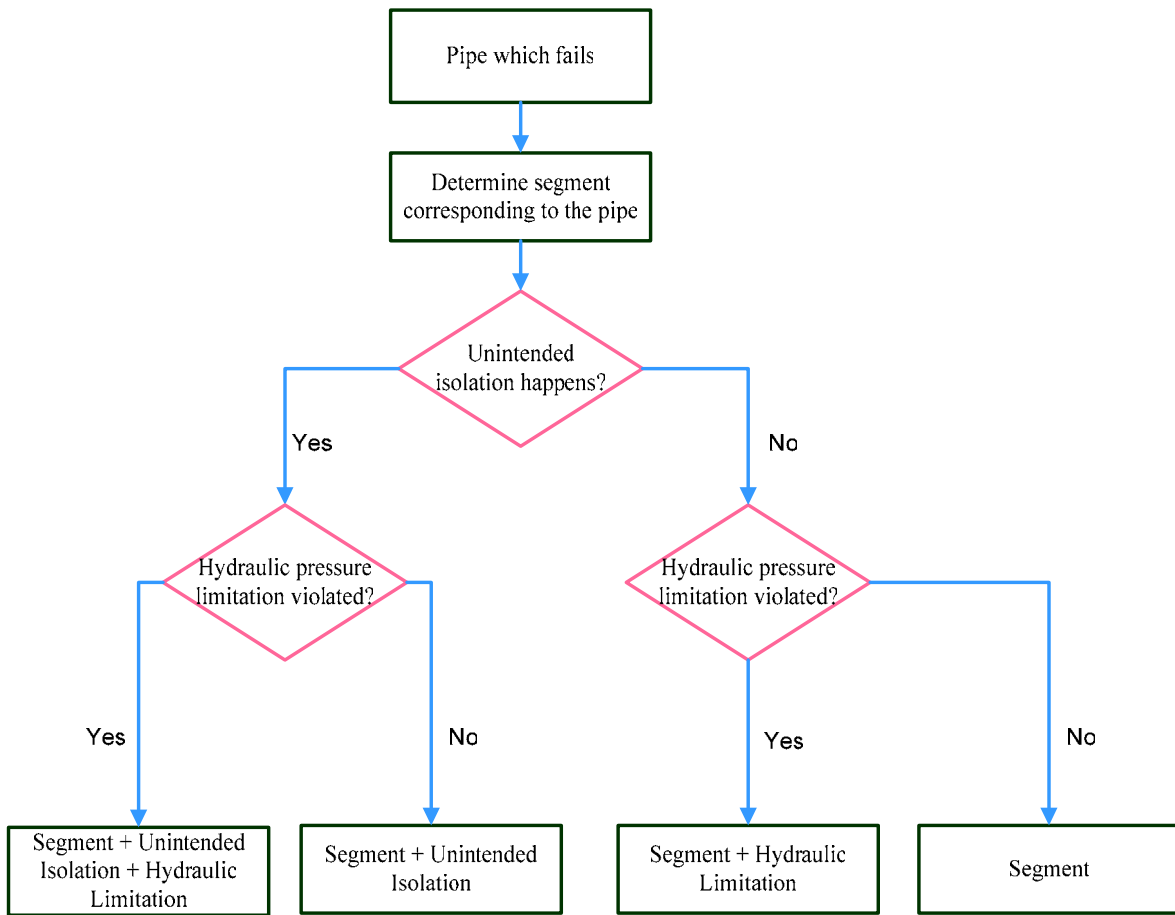 Pipe which fails
Determine segment
corresponding to the pipe
Unintended
isolation happens?
Yes
No
Hydraulic pressure
limitation violated?
Hydraulic pressure
limitation violated?
Yes
No
Yes
No
Segment + Unintended
Isolation + Hydraulic
Limitation
Segment + Unintended
Isolation
Segment + Hydraulic
Limitation
Segment